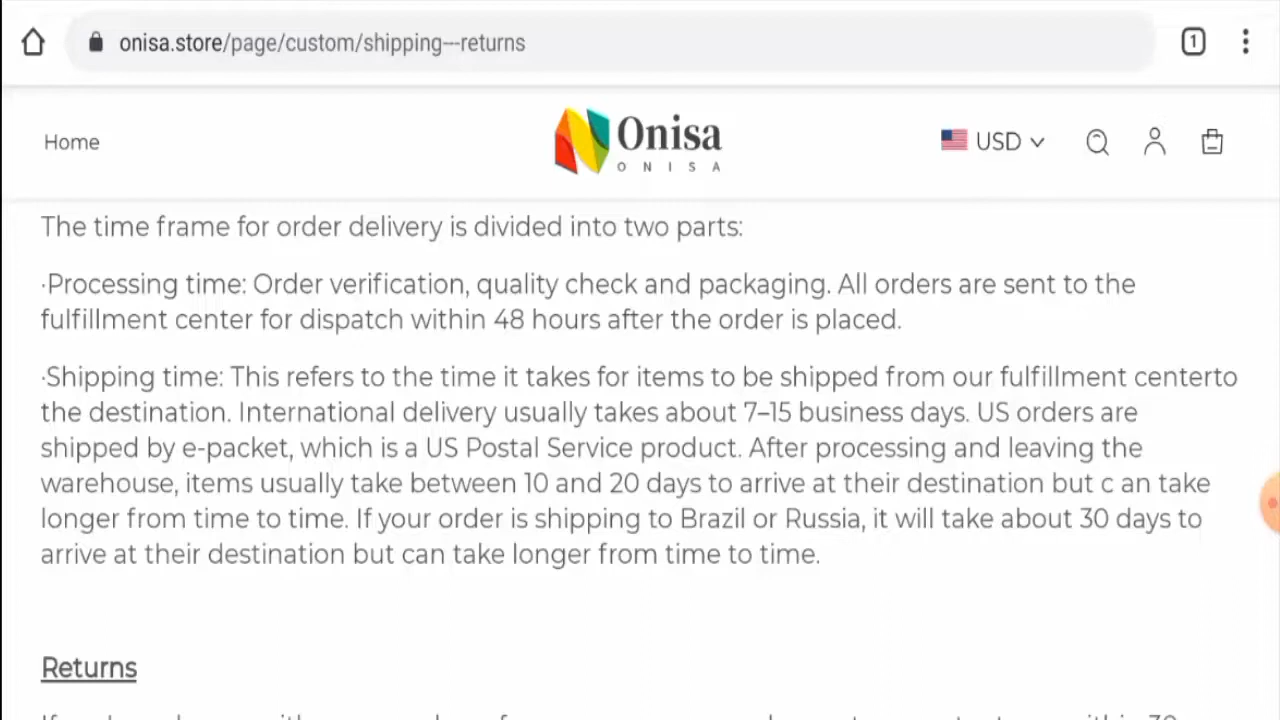 onisa.store/page/custom/shipping---returns
1
Home
Onisa
ONISA
USD
The time frame for order delivery is divided into two parts:
·Processing time: Order verification, quality check and packaging. All orders are sent to the
fulfillment center for dispatch within 48 hours after the order is placed.
·Shipping time: This refers to the time it takes for items to be shipped from our fulfillment centerto
the destination. International delivery usually takes about 7–15 business days. US orders are
shipped by e-packet, which is a US Postal Service product. After processing and leaving the
warehouse, items usually take between 10 and 20 days to arrive at their destination but c an take
longer from time to time. If your order is shipping to Brazil or Russia, it will take about 30 days to
arrive at their destination but can take longer from time to time.
Returns